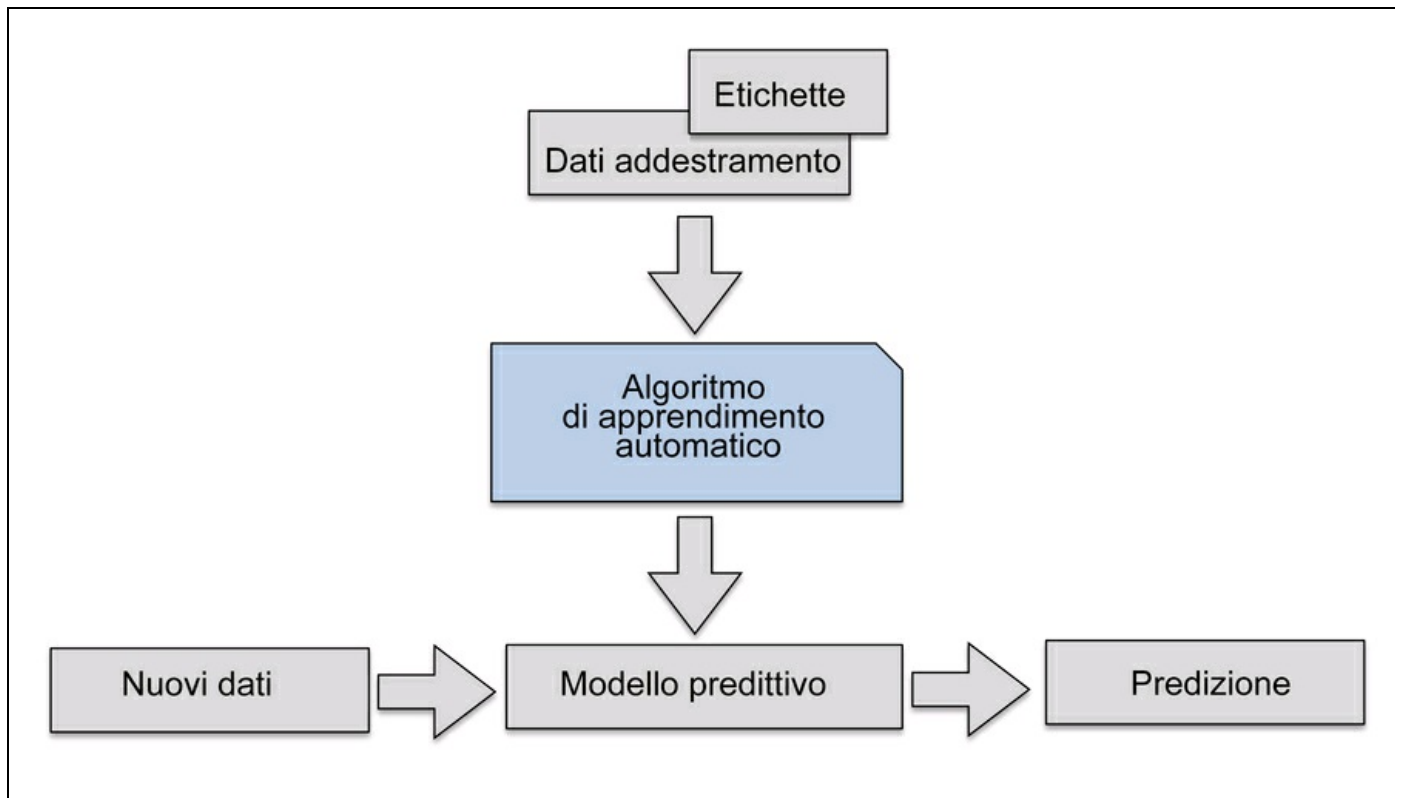 Etichette
Dati addestramento
Algoritmo
di apprendimento
automatico
Nuovi dati
Modello predittivo
Predizione